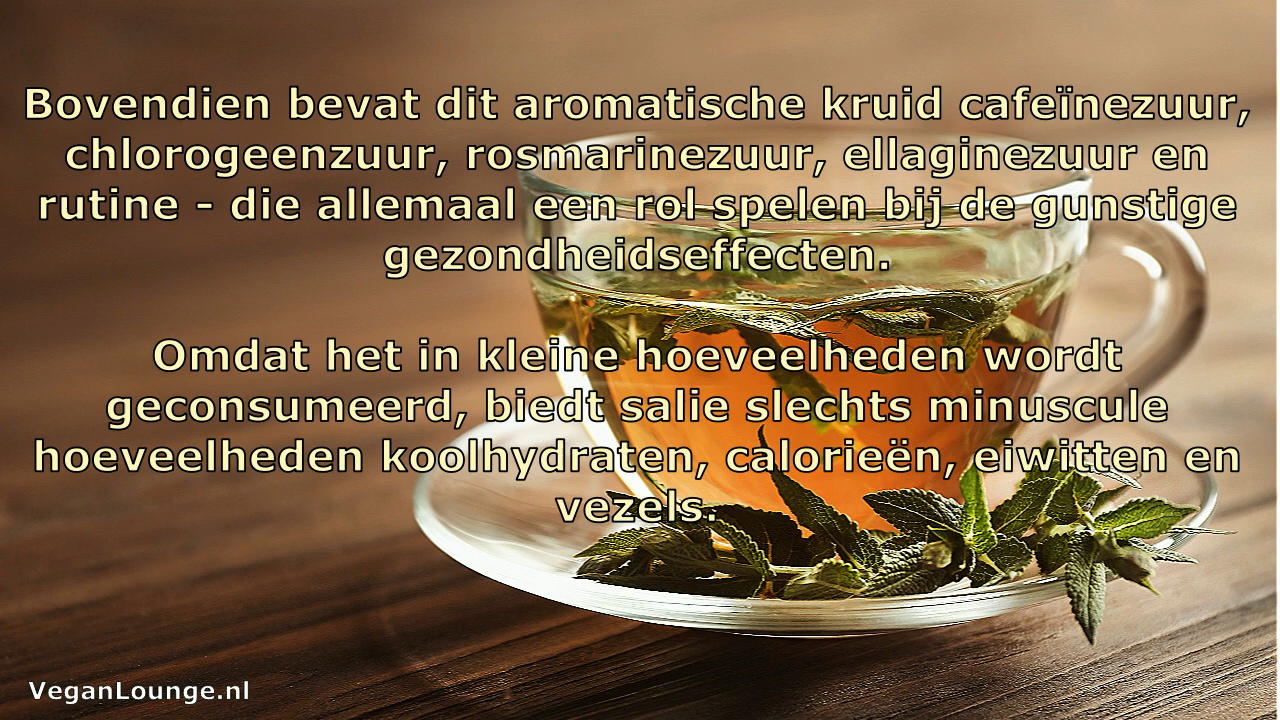 Bovendien bevat dit aromatische kruid cafeïnezuur,
chlorogeenzuur, rosmarinezuur, ellaginezuur en
rutine - die allemaal een rol spelen bij de gunstige
gezondheidseffecten.
Omdat het in kleine hoeveelheden wordt
geconsumeerd, biedt salie slechts minuscule
hoeveelheden koolhydraten, calorieën, eiwitten en
vezels.
VeganLounge.nl